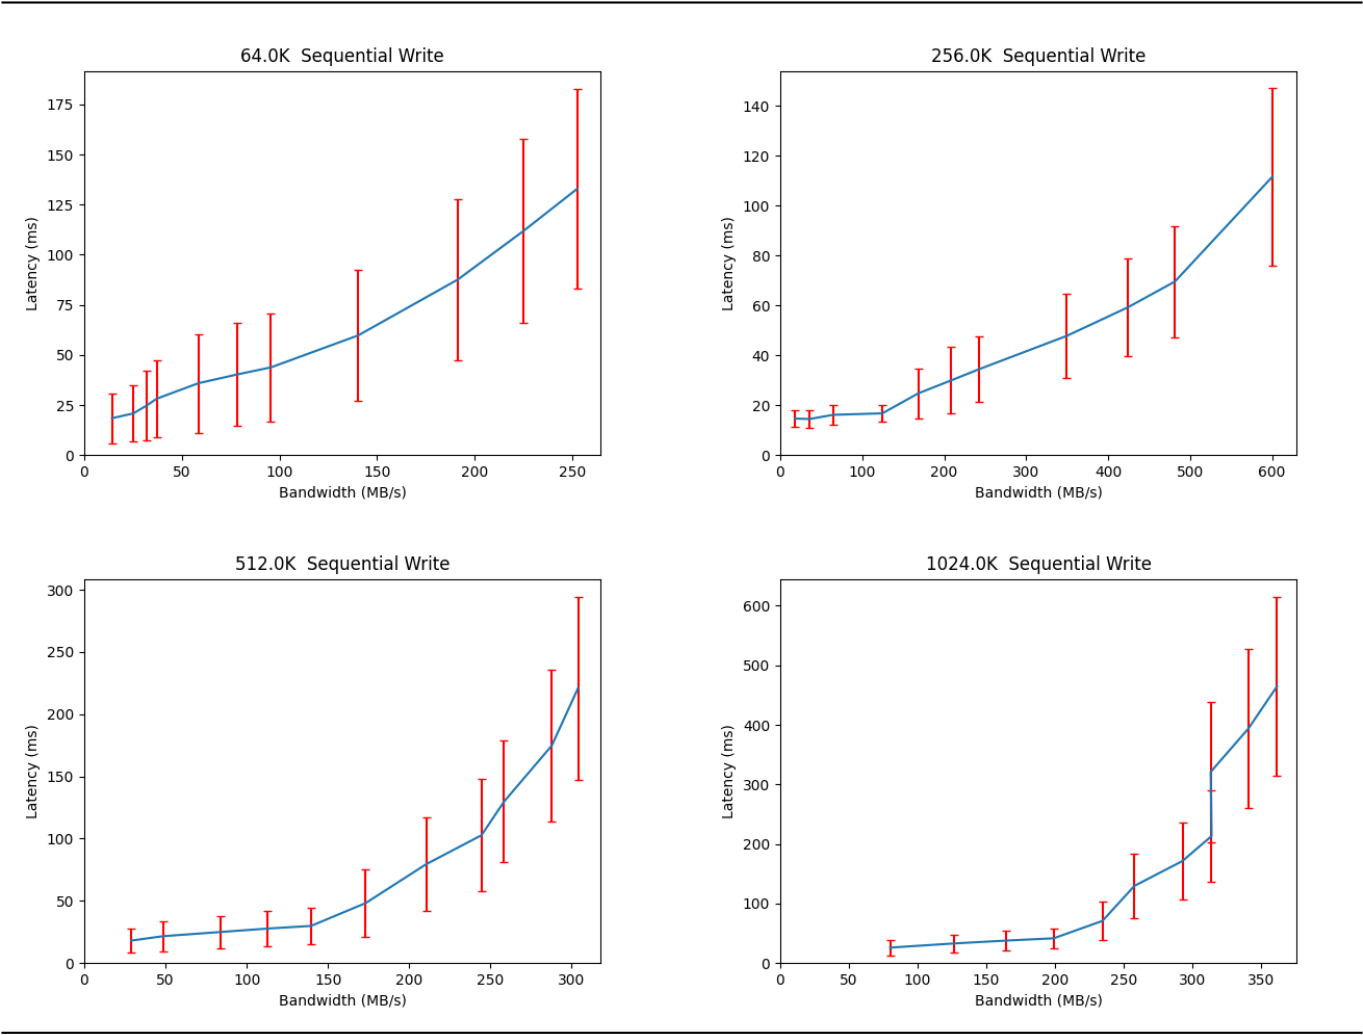 64.0K  Sequential Write
175
150
125
100
75
50
25
0
Latency (ms)
0 50 100 150 200 250
Bandwidth (MB/s)
256.0K  Sequential Write
140
120
100
80
60
40
20
0
Latency (ms)
0 100 200 300 400 500 600
Bandwidth (MB/s)
512.0K  Sequential Write
300
250
200
150
100
50
0
Latency (ms)
0 50 100 150 200 250 300
Bandwidth (MB/s)
1024.0K  Sequential Write
600
500
400
300
200
100
0
Latency (ms)
0 50 100 150 200 250 300 350
Bandwidth (MB/s)